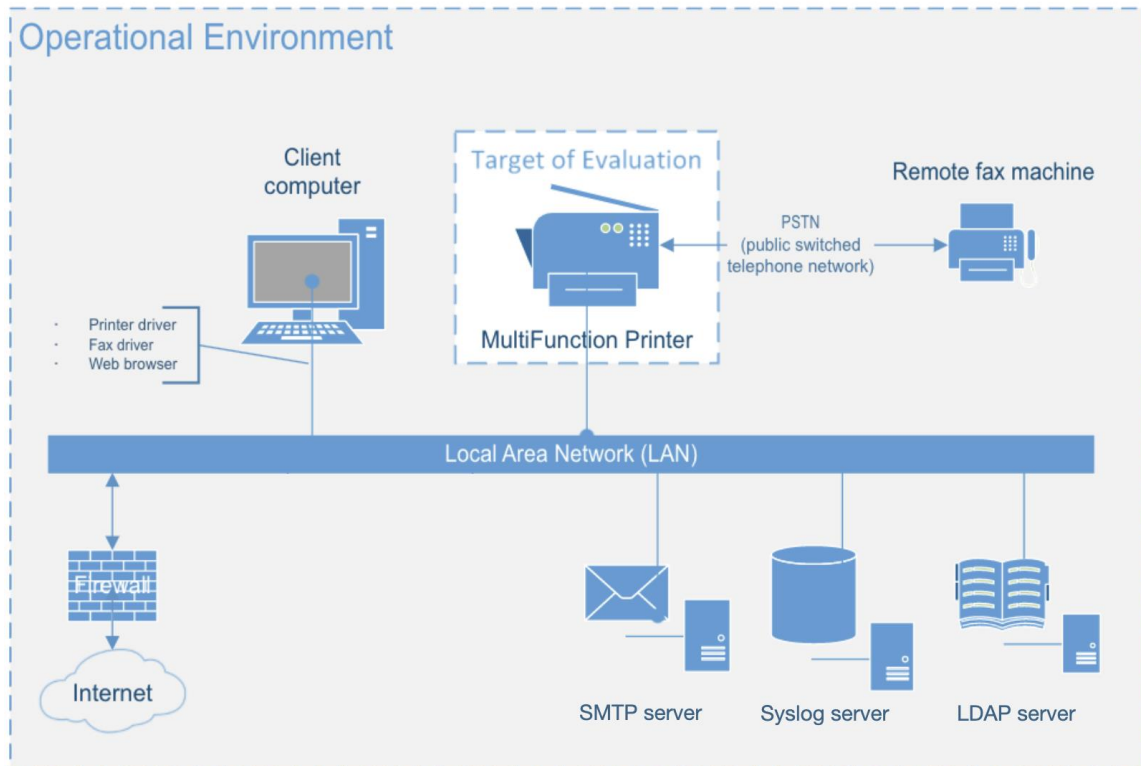 Operational Environment
Client
computer
Target of Evaluation
MultiFunction Printer
Remote fax machine
PSTN
(public switched
telephone network)
· Printer driver
· Fax driver
· Web browser
Local Area Network (LAN)
Firewall
Internet
SMTP server
Syslog server
LDAP server